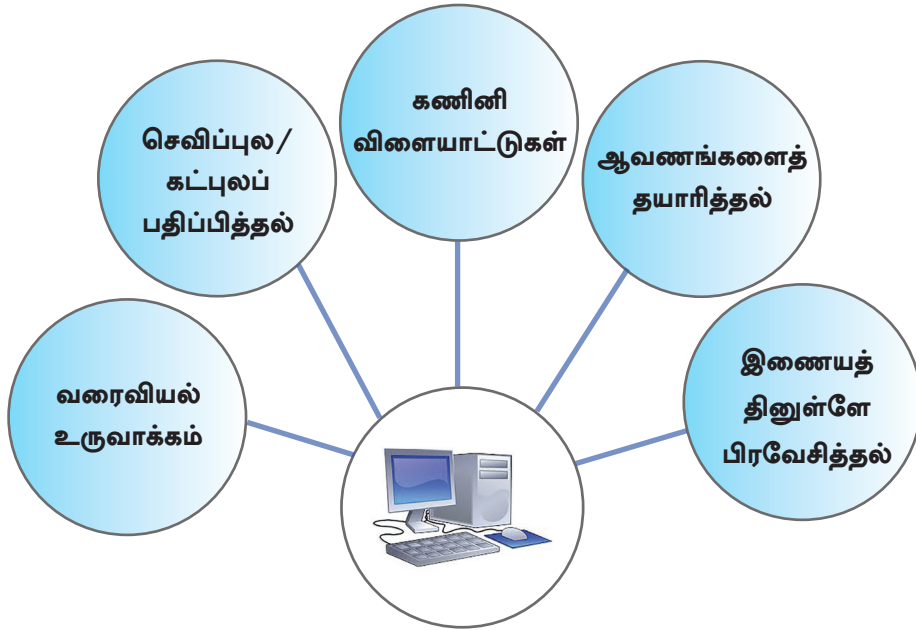 கணினி
விளையாட்டுகள்
செவிப்புல/
கட்புலப்
பதிப்பித்தல்
ஆவணங்களைத்
தயாரித்தல்
வரைவியல்
உருவாக்கம்
இணையத்
தினுள்ளே
பிரவேசித்தல்